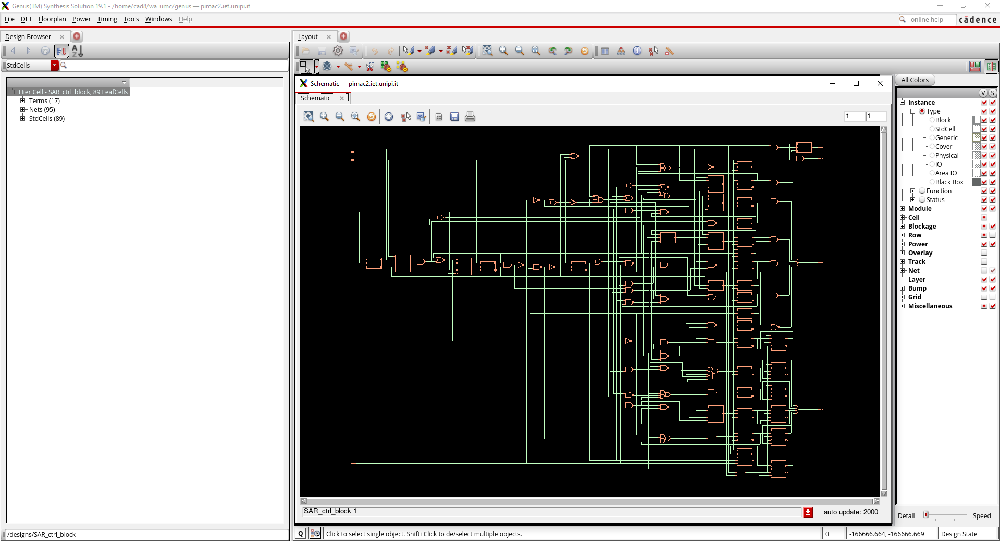 Genus(TM) Synthesis Solution 19.1 - /home/cad8/wa_umc/genus — pimac2.iet.unipi.it
File DFT Floorplan Power Timing Tools Windows Help
online help
cādence
Design Browser
Layout
StdCells
Schematic — pimac2.iet.unipi.it
Schematic
1 1
Hier Cell - SAR_ctrl_block, 89 LeafCells
Terms (17)
Nets (95)
StdCells (89)
All Colors
V S
Instance
Type
Block
StdCell
Generic
Cover
Physical
IO
Area IO
Black Box
Function
Status
Module
Cell
Blockage
Row
Power
Overlay
Track
Net
Layer
Bump
Grid
Miscellaneous
SAR_ctrl_block 1
auto update: 2000
Detail Speed
/designs/SAR_ctrl_block
Q Click to select single object. Shift+Click to de/select multiple objects.
0 -166666.664, -166666.669 Design State